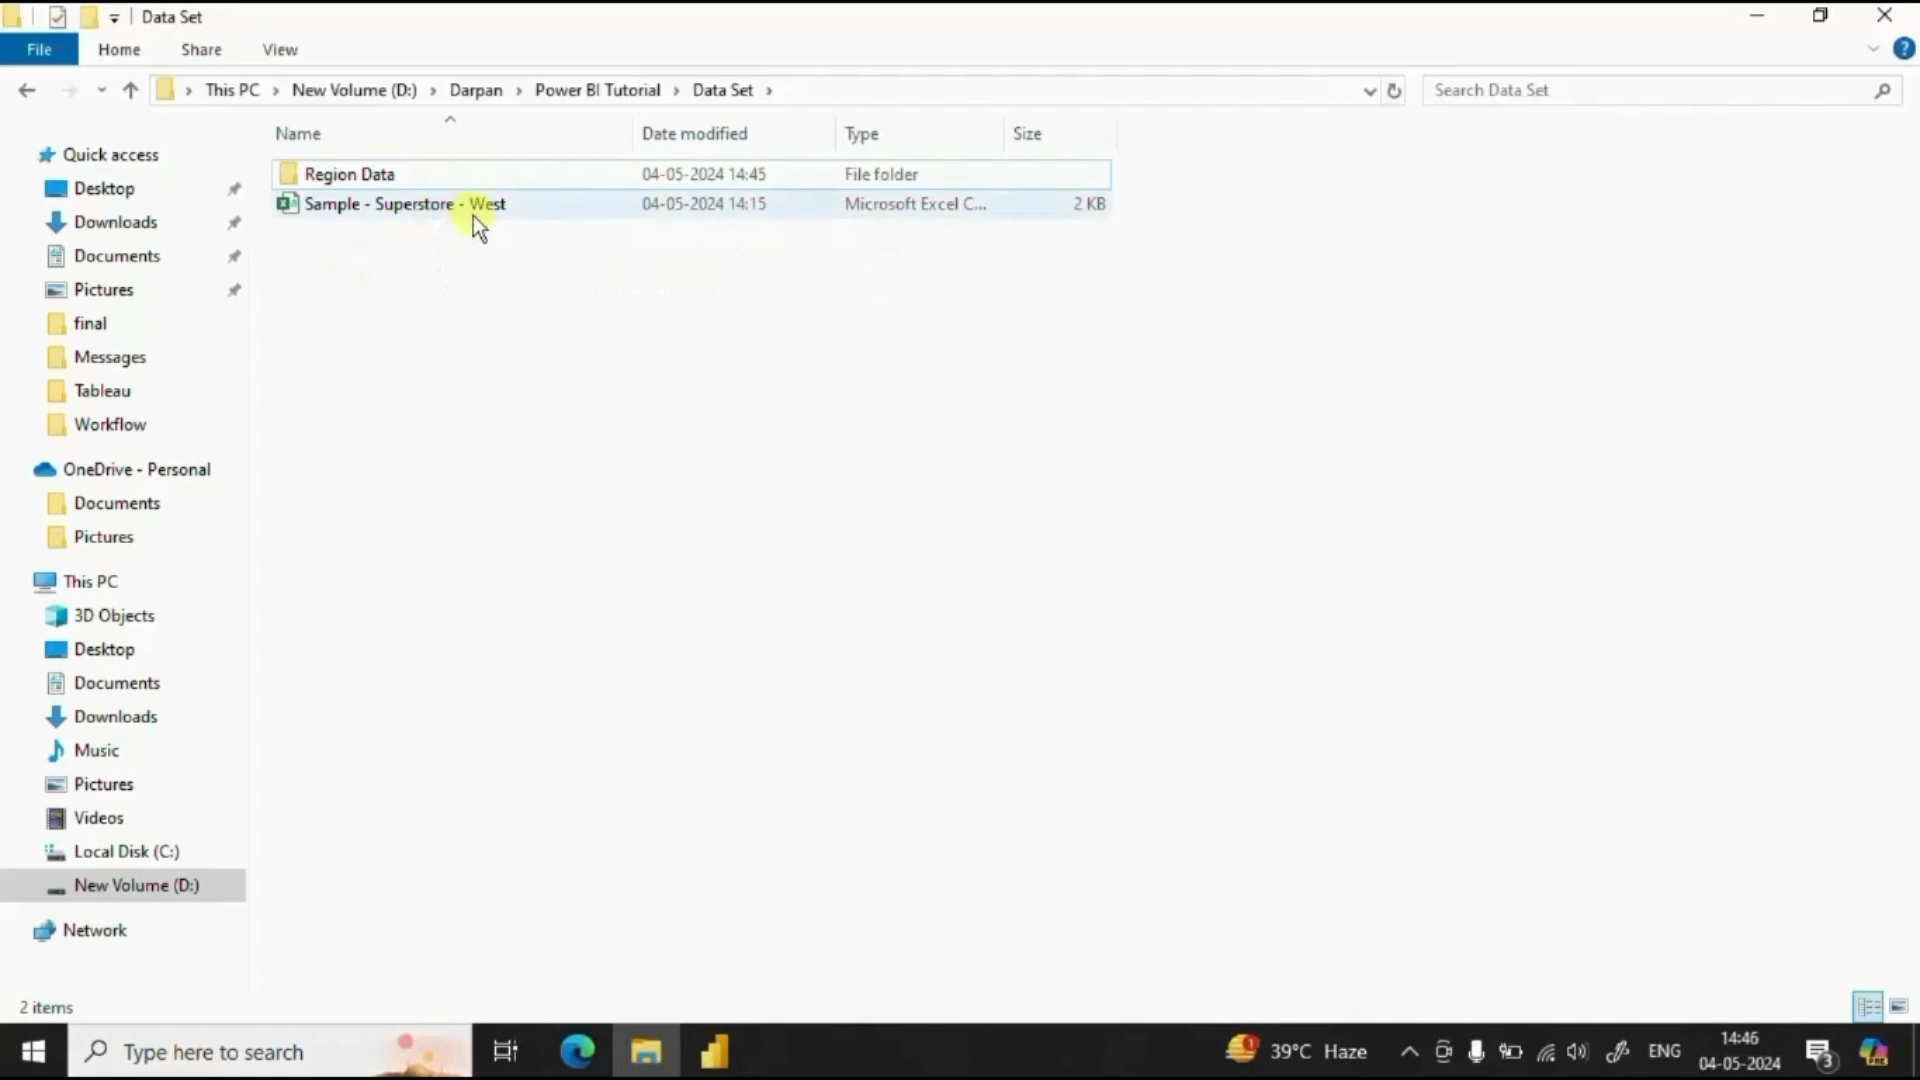 Data Set
File Home Share View
This PC New Volume (D:) Darpan Power BI Tutorial Data Set
Search Data Set
Name Date modified Type Size
Region Data 04-05-2024 14:45 File folder
Sample - Superstore - West 04-05-2024 14:15 Microsoft Excel C... 2 KB
Quick access
Desktop
Downloads
Documents
Pictures
final
Messages
Tableau
Workflow
OneDrive - Personal
Documents
Pictures
This PC
3D Objects
Desktop
Documents
Downloads
Music
Pictures
Videos
Local Disk (C:)
New Volume (D:)
Network
2 items
Type here to search
1
39°C Haze
ENG
14:46
04-05-2024
3
PRE